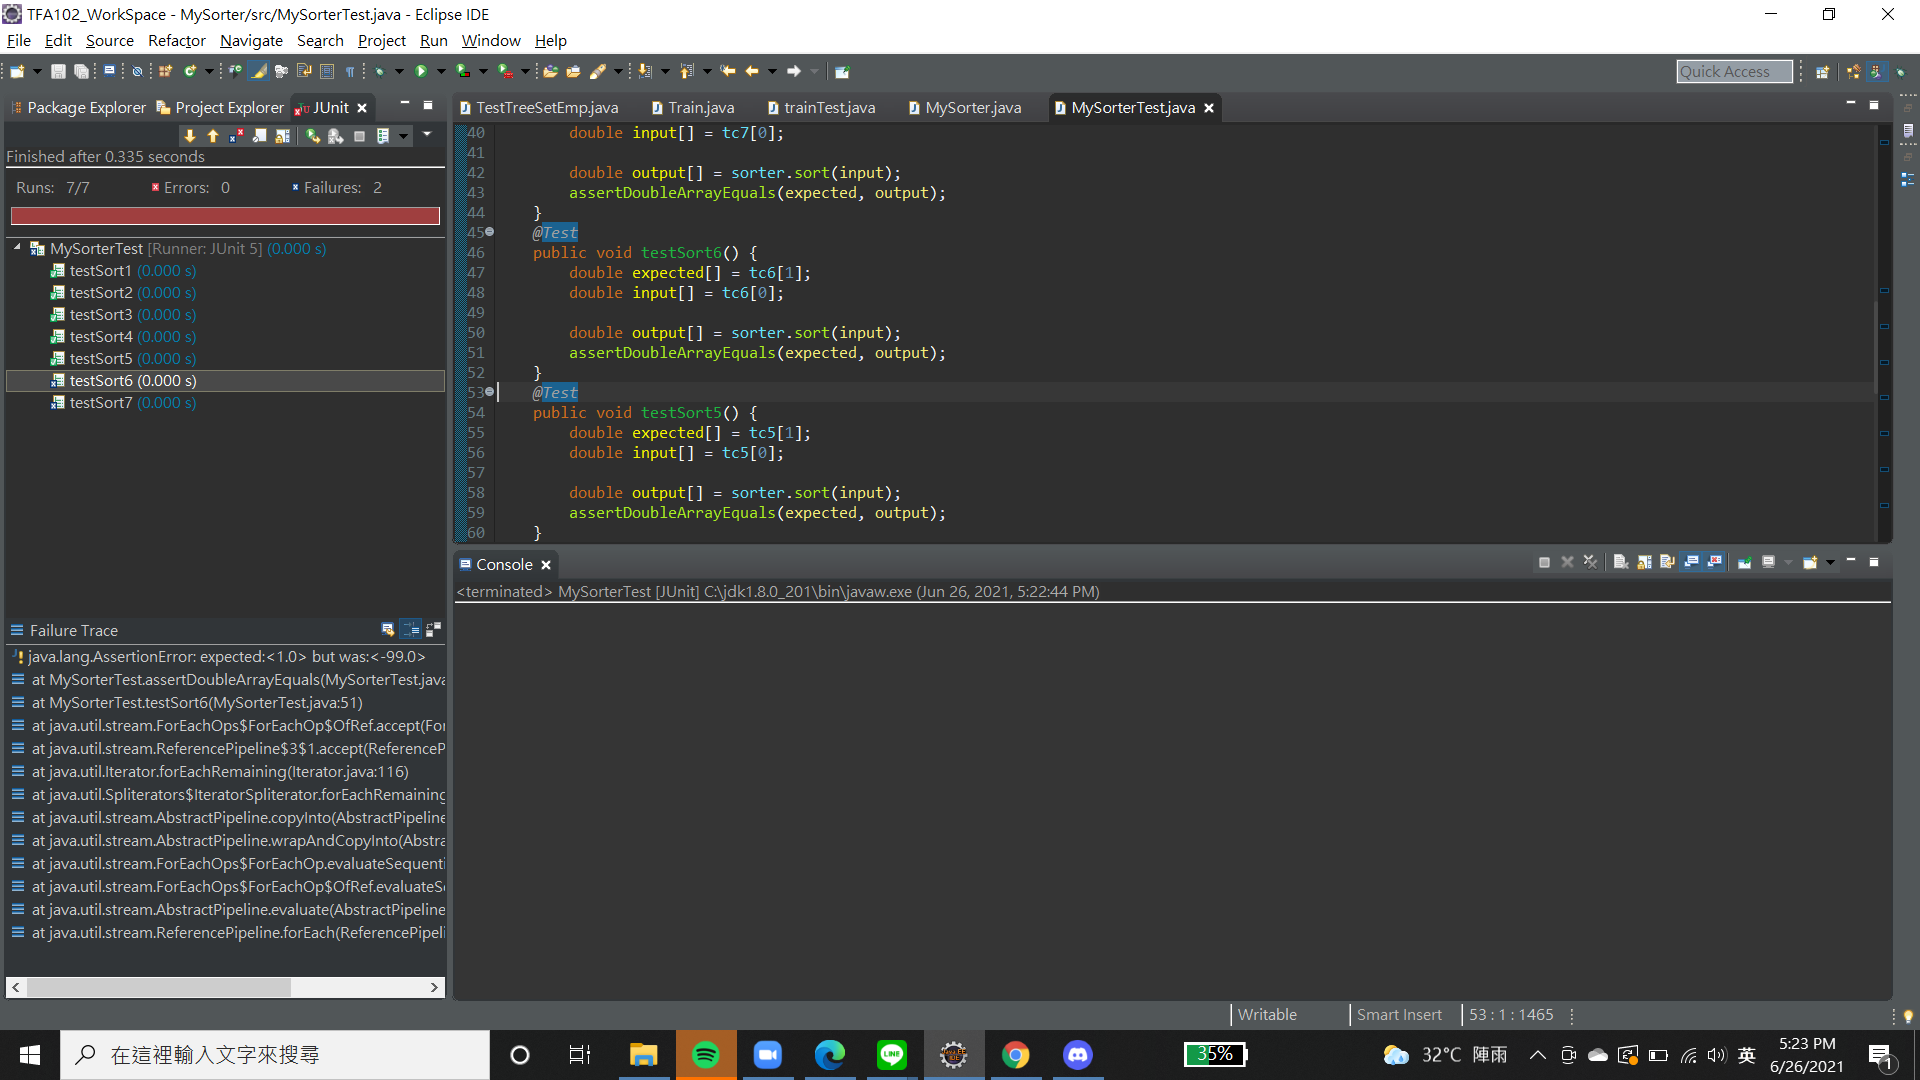 TFA102_WorkSpace - MySorter/src/MySorterTest.java - Eclipse IDE
File Edit Source Refactor Navigate Search Project Run Window Help
Quick Access
Package Explorer Project Explorer JUnit
Finished after 0.335 seconds
Runs: 7/7 Errors: 0 Failures: 2
MySorterTest [Runner: JUnit 5] (0.000 s)
testSort1 (0.000 s)
testSort2 (0.000 s)
testSort3 (0.000 s)
testSort4 (0.000 s)
testSort5 (0.000 s)
testSort6 (0.000 s)
testSort7 (0.000 s)
Failure Trace
java.lang.AssertionError: expected:<1.0> but was:<-99.0>
at MySorterTest.assertDoubleArrayEquals(MySorterTest.java
at MySorterTest.testSort6(MySorterTest.java:51)
at java.util.stream.ForEachOps$ForEachOp$OfRef.accept(For
at java.util.stream.ReferencePipeline$3$1.accept(ReferenceP
at java.util.Iterator.forEachRemaining(Iterator.java:116)
at java.util.Spliterators$IteratorSpliterator.forEachRemaining
at java.util.stream.AbstractPipeline.copyInto(AbstractPipeline
at java.util.stream.AbstractPipeline.wrapAndCopyInto(Abstra
at java.util.stream.ForEachOps$ForEachOp.evaluateSequenti
at java.util.stream.ForEachOps$ForEachOp$OfRef.evaluateSe
at java.util.stream.AbstractPipeline.evaluate(AbstractPipeline
at java.util.stream.ReferencePipeline.forEach(ReferencePipeli
TestTreeSetEmp.java Train.java trainTest.java MySorter.java MySorterTest.java
40 double input[] = tc7[0];
41
42 double output[] = sorter.sort(input);
43 assertDoubleArrayEquals(expected, output);
44 }
45 @Test
46 public void testSort6() {
47 double expected[] = tc6[1];
48 double input[] = tc6[0];
49
50 double output[] = sorter.sort(input);
51 assertDoubleArrayEquals(expected, output);
52 }
53 @Test
54 public void testSort5() {
55 double expected[] = tc5[1];
56 double input[] = tc5[0];
57
58 double output[] = sorter.sort(input);
59 assertDoubleArrayEquals(expected, output);
60 }
Console
<terminated> MySorterTest [JUnit] C:\jdk1.8.0_201\bin\javaw.exe (Jun 26, 2021, 5:22:44 PM)
Writable Smart Insert 53 : 1 : 1465
在這裡輸入文字來搜尋
LINE
35%
32°C 陣雨
英
5:23 PM
6/26/2021
1